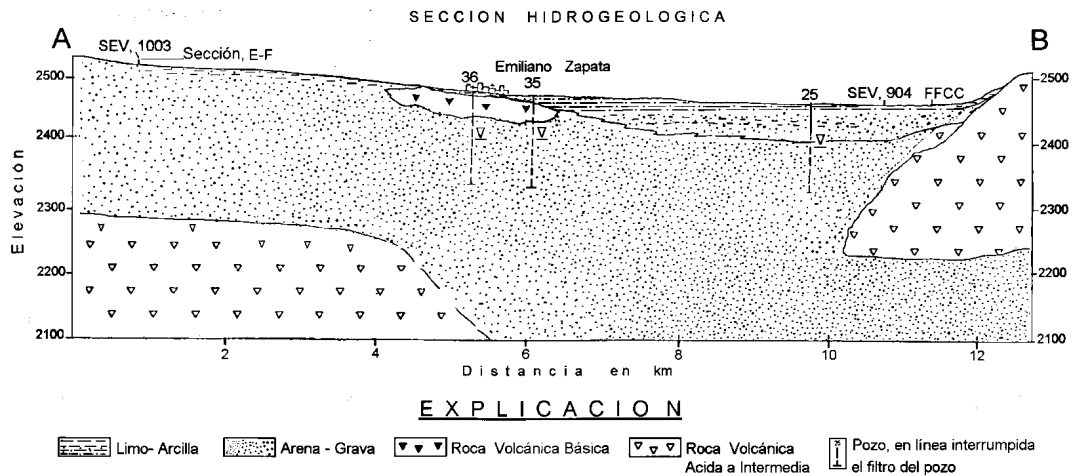 SECCION HIDROGEOLOGICA
A
B
SEV, 1003
Sección, E-F
Emiliano Zapata
36
35
25
SEV, 904
FFCC
2500
2400
2300
2200
2100
Elevación
2500
2400
2300
2200
2100
2
4
6
8
10
12
Distancia en km
EXPLICACION
Limo- Arcilla
Arena - Grava
Roca Volcánica Básica
Roca Volcánica
Acida a Intermedia
Pozo, en línea interrumpida
el filtro del pozo